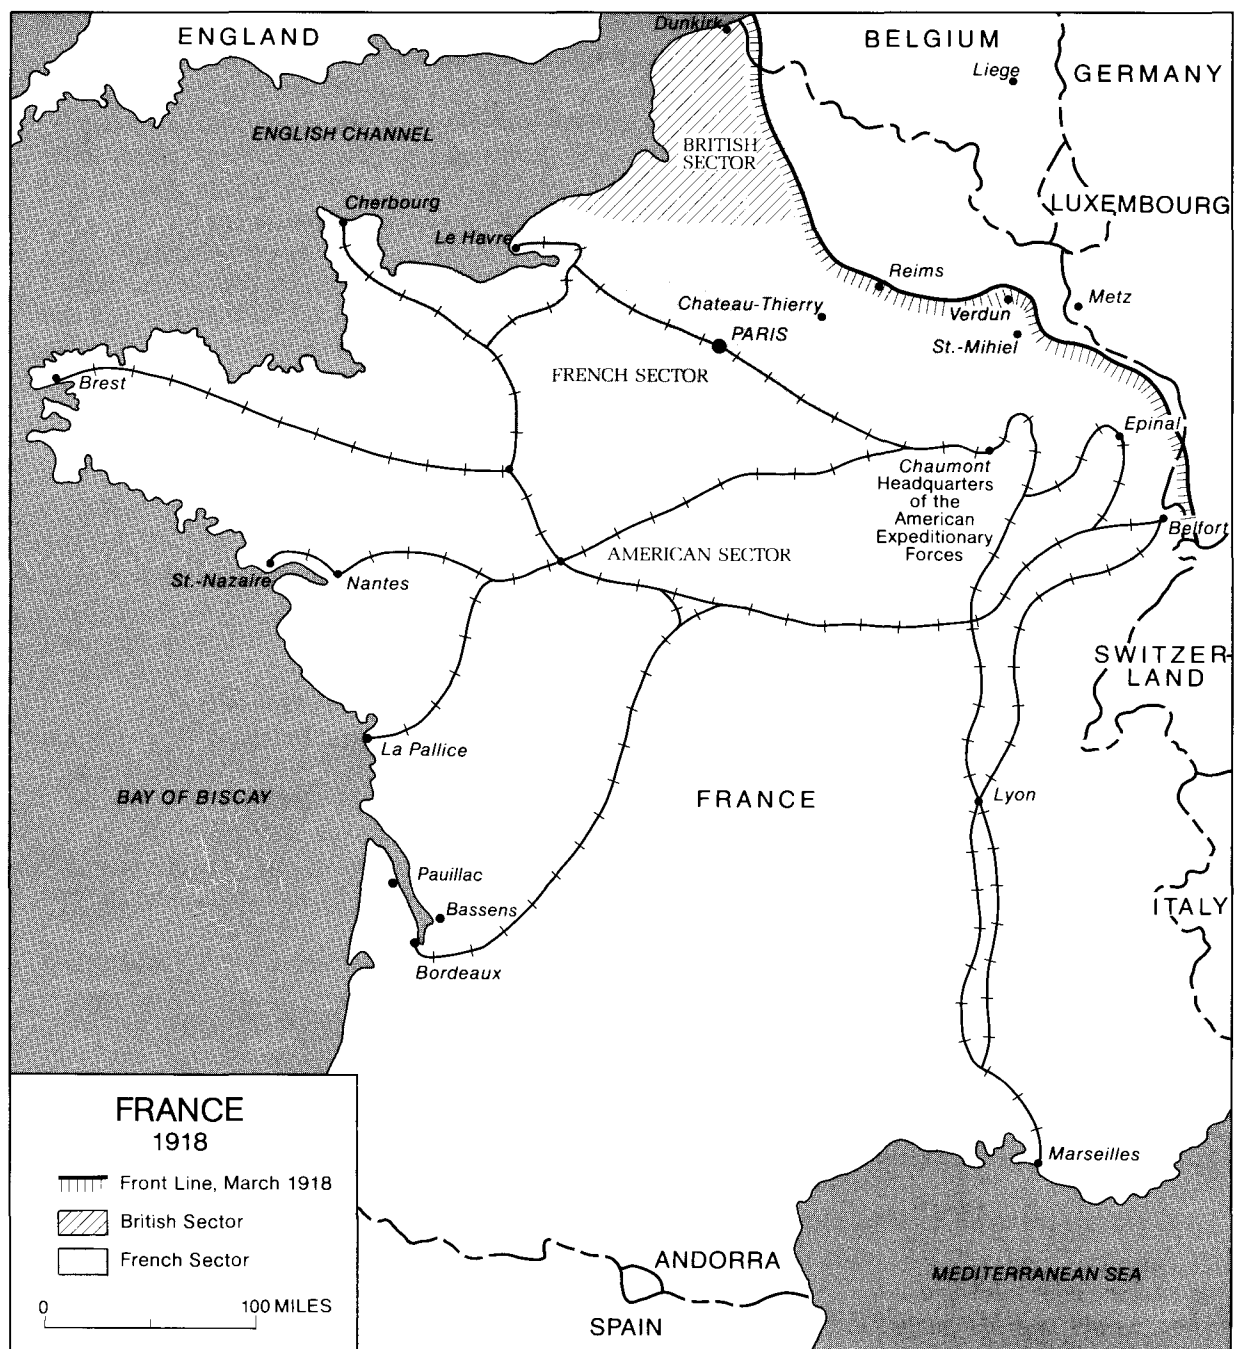 Dunkirk
ENGLAND
BELGIUM
Liege
GERMANY
ENGLISH CHANNEL
BRITISH
SECTOR
Cherbourg
LUXEMBOURG
Le Havre
Reims
Chateau-Thierry
Verdun
Metz
PARIS
St.-Mihiel
Brest
FRENCH SECTOR
Epinal
Chaumont
Headquarters
of the
American
Expeditionary
Forces
Belfort
AMERICAN SECTOR
St.-Nazaire
Nantes
SWITZER-
LAND
La Pallice
BAY OF BISCAY
FRANCE
Lyon
Pauillac
Bassens
ITALY
Bordeaux
FRANCE
1918
Front Line, March 1918
British Sector
French Sector
0 100 MILES
Marseilles
ANDORRA
MEDITERRANEAN SEA
SPAIN